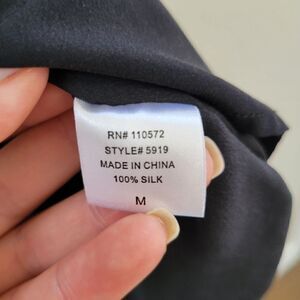 RN# 110572
STYLE# 5919
MADE IN CHINA
100% SILK
M